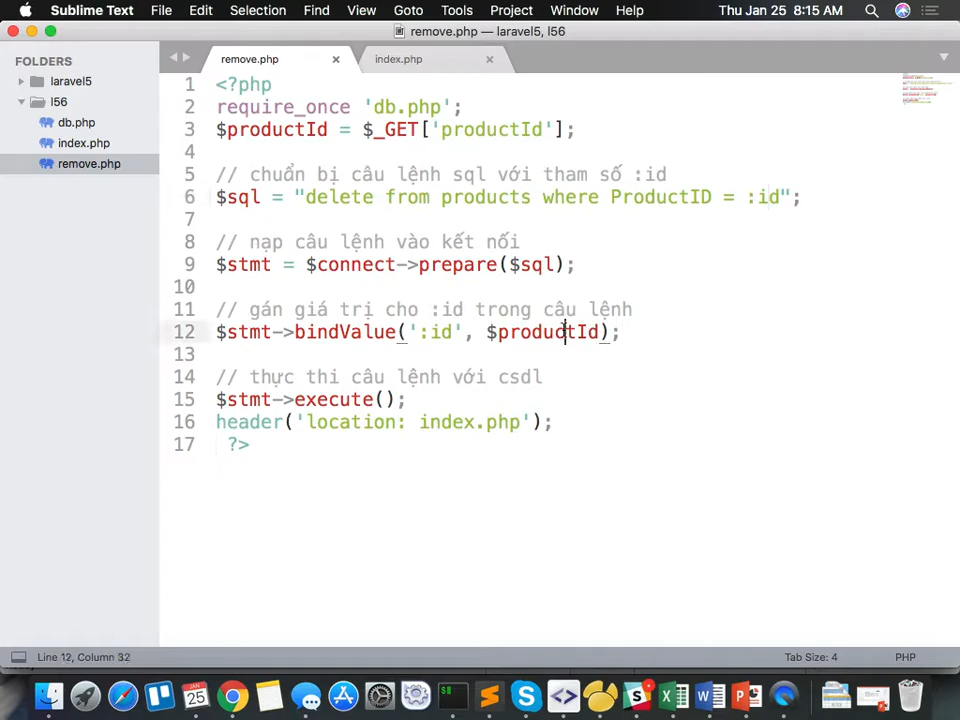 Sublime Text File Edit Selection Find View Goto Tools Project Window Help Thu Jan 25 8:15 AM
remove.php — laravel5, l56
FOLDERS
laravel5
l56
db.php
index.php
remove.php
remove.php
index.php
1 <?php
2 require_once 'db.php';
3 $productId = $_GET['productId'];
4
5 // chuẩn bị câu lệnh sql với tham số :id
6 $sql = "delete from products where ProductID = :id";
7
8 // nạp câu lệnh vào kết nối
9 $stmt = $connect->prepare($sql);
10
11 // gán giá trị cho :id trong câu lệnh
12 $stmt->bindValue(':id', $productId);
13
14 // thực thi câu lệnh với csdl
15 $stmt->execute();
16 header('location: index.php');
17 ?>
Line 12, Column 32 Tab Size: 4 PHP
25